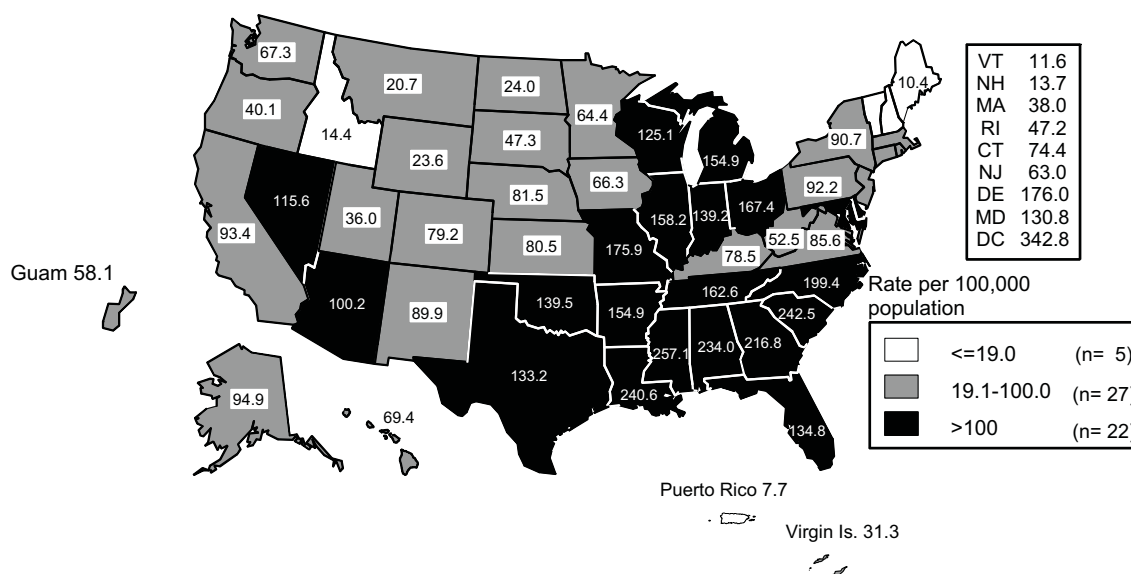 67.3
20.7
24.0
10.4
VT 11.6
NH 13.7
MA 38.0
RI 47.2
CT 74.4
NJ 63.0
DE 176.0
MD 130.8
DC 342.8
40.1
64.4
14.4
47.3
125.1
90.7
23.6
154.9
66.3
92.2
81.5
115.6
36.0
158.2
139.2
167.4
93.4
79.2
80.5
175.9
78.5
52.5
85.6
Guam 58.1
100.2
89.9
139.5
154.9
162.6
199.4
242.5
257.1
234.0
216.8
133.2
240.6
134.8
94.9
69.4
Rate per 100,000
population
<=19.0 (n= 5)
19.1-100.0 (n= 27)
>100 (n= 22)
Puerto Rico 7.7
Virgin Is. 31.3